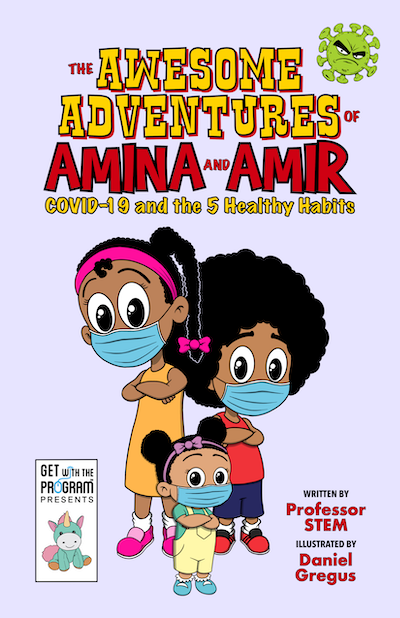 THE AWESOME
ADVENTURES OF
AMINA AND AMIR
COVID-19 and the 5 Healthy Habits
GET WITH THE
PROGRAM
PRESENTS
WRITTEN BY
Professor
STEM
ILLUSTRATED BY
Daniel
Gregus